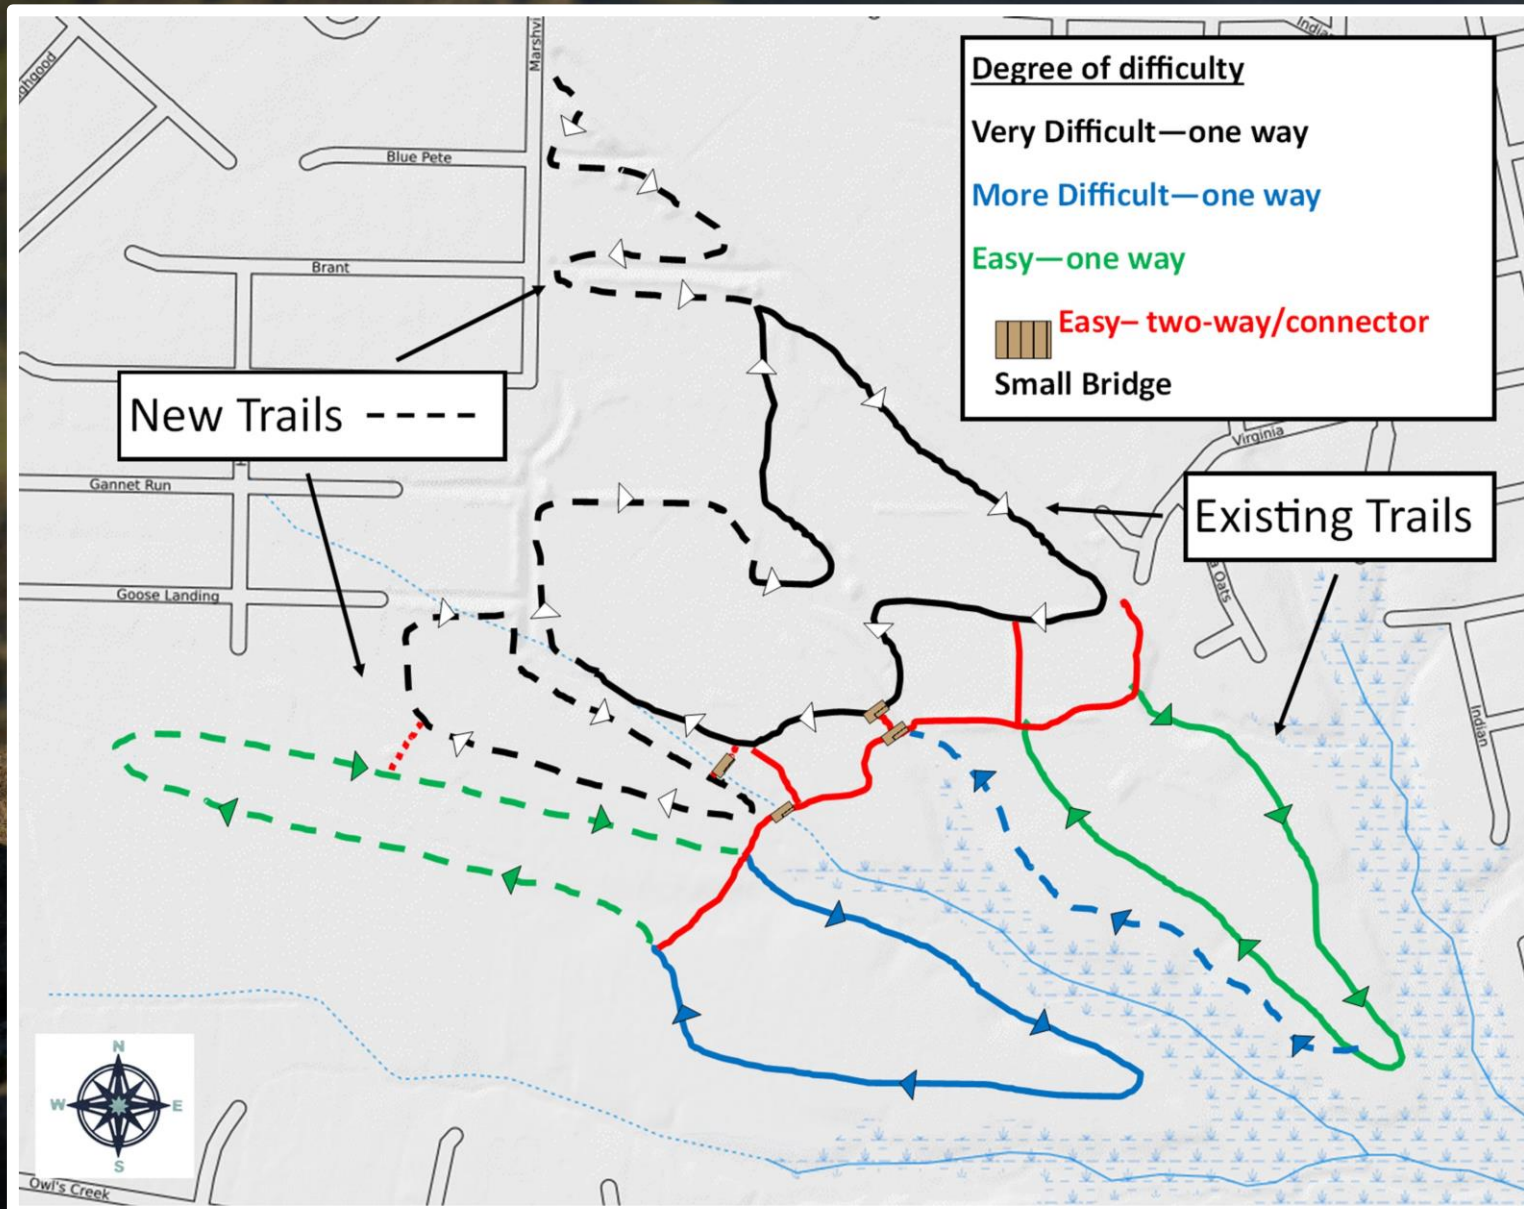 Degree of difficulty
Very Difficult—one way
More Difficult—one way
Easy—one way
Easy– two-way/connector
Small Bridge
Blue Pete
Brant
New Trails
Gannet Run
Virginia
Existing Trails
Goose Landing
Indian
N
W E
S
Owl's Creek